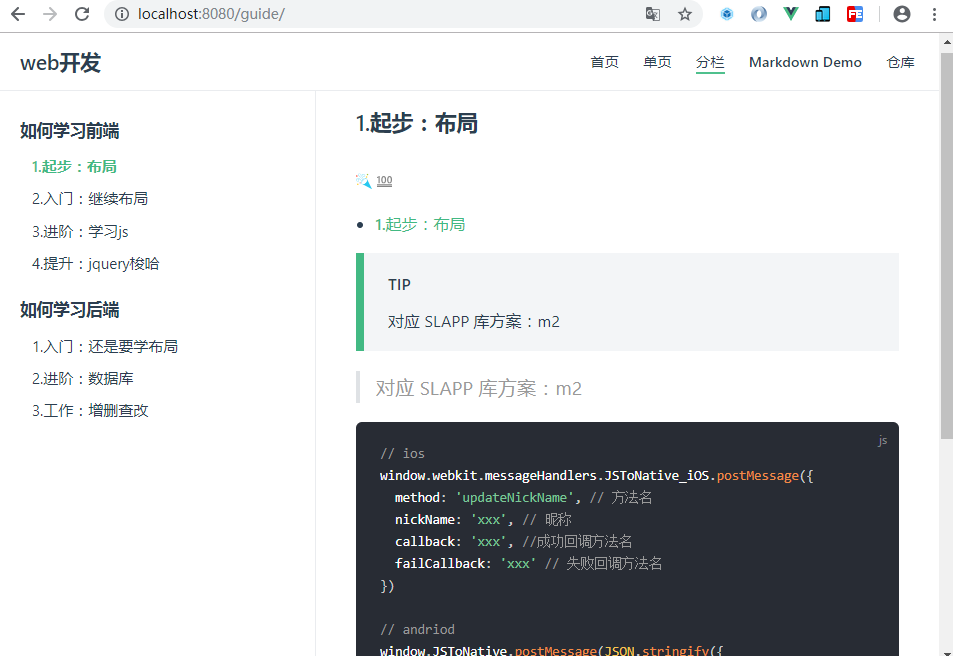 localhost:8080/guide/
web开发
首页 单页 分栏 Markdown Demo 仓库
如何学习前端
1.起步：布局
2.入门：继续布局
3.进阶：学习js
4.提升：jquery梭哈
如何学习后端
1.入门：还是要学布局
2.进阶：数据库
3.工作：增删查改
1.起步：布局
100
1.起步：布局
TIP
对应 SLAPP 库方案：m2
对应 SLAPP 库方案：m2
js
// ios
window.webkit.messageHandlers.JSToNative_iOS.postMessage({
method: 'updateNickName', // 方法名
nickName: 'xxx', // 昵称
callback: 'xxx', //成功回调方法名
failCallback: 'xxx' // 失败回调方法名
})
// andriod
window.JSToNative.postMessage(JSON.stringify({